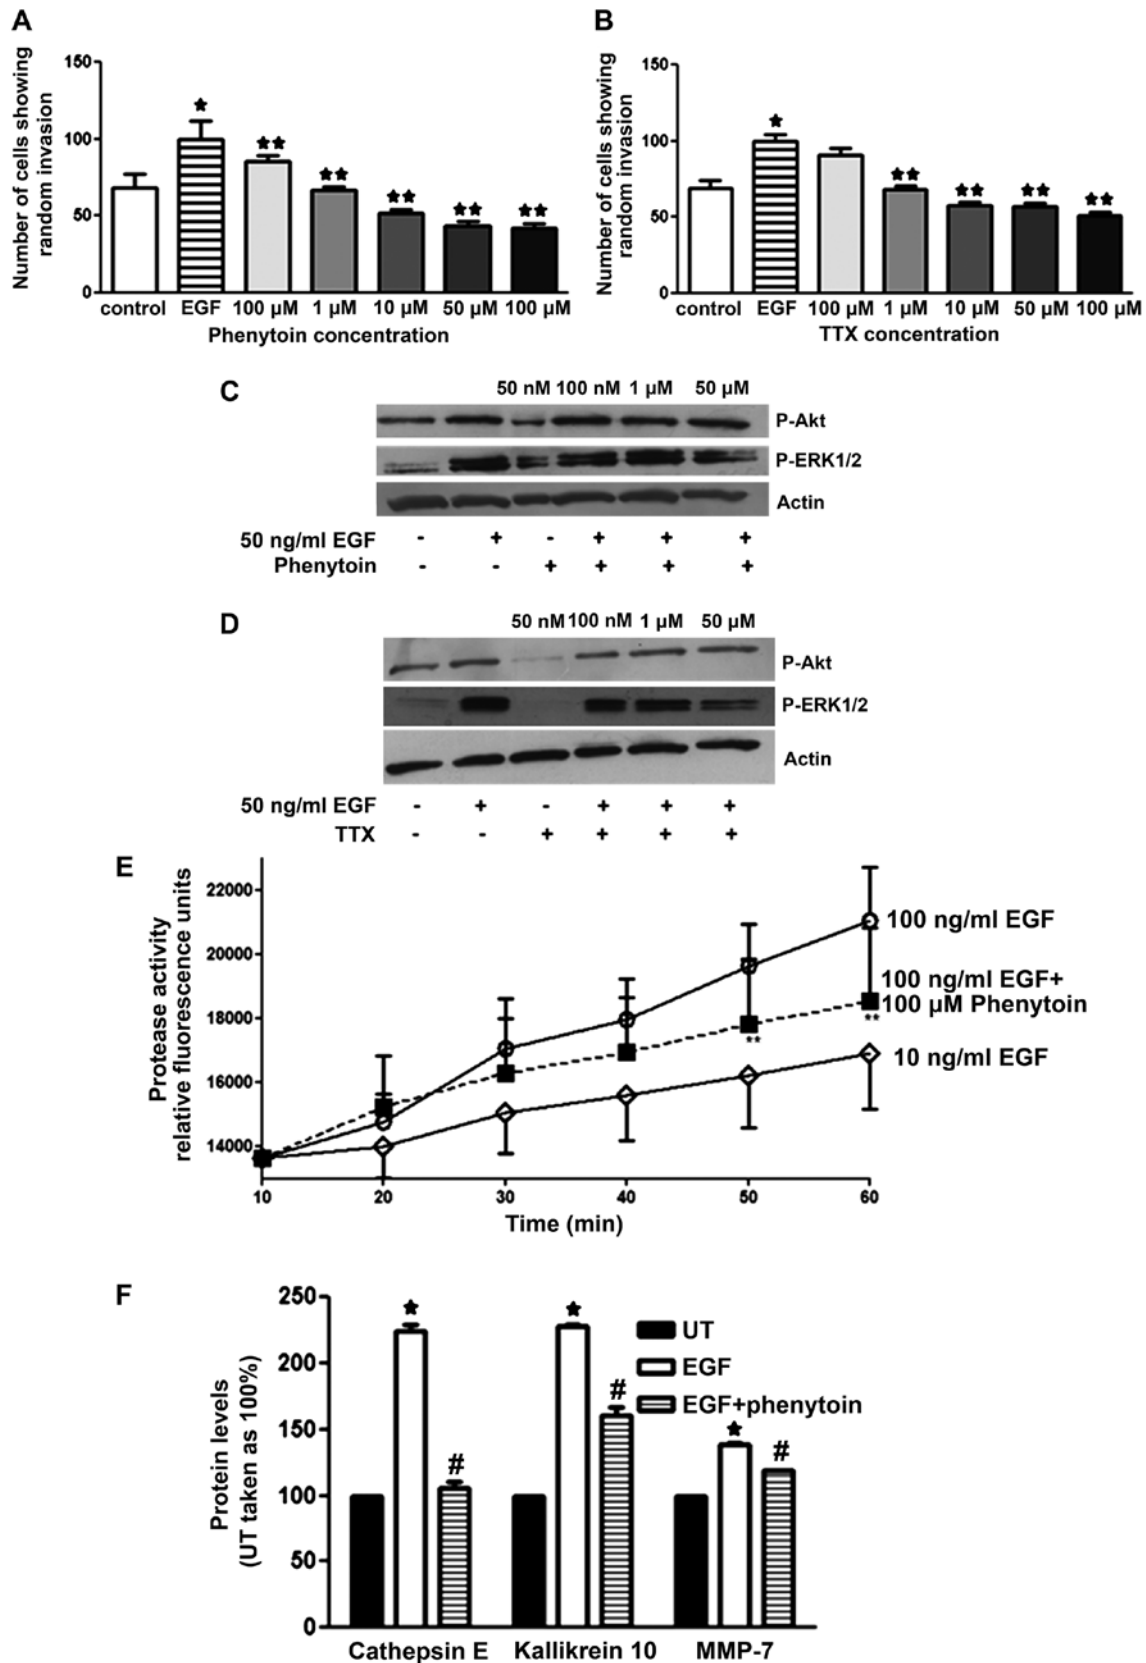 A
Number of cells showing
random invasion
150
100
50
0
control EGF 100 µM 1 µM 10 µM 50 µM 100 µM
Phenytoin concentration
B
Number of cells showing
random invasion
150
100
50
0
control EGF 100 µM 1 µM 10 µM 50 µM 100 µM
TTX concentration
C
50 nM 100 nM 1 µM 50 µM
P-Akt
P-ERK1/2
Actin
50 ng/ml EGF - + - + + +
Phenytoin - - + + + +
D
50 nM 100 nM 1 µM 50 µM
P-Akt
P-ERK1/2
Actin
50 ng/ml EGF - + - + + +
TTX - - + + + +
E
Protease activity
relative fluorescence units
22000
20000
18000
16000
14000
10 20 30 40 50 60
Time (min)
100 ng/ml EGF
100 ng/ml EGF+
100 µM Phenytoin
**
**
10 ng/ml EGF
F
Protein levels
(UT taken as 100%)
250
200
150
100
50
0
UT
EGF
EGF+phenytoin
#
#
#
Cathepsin E Kallikrein 10 MMP-7